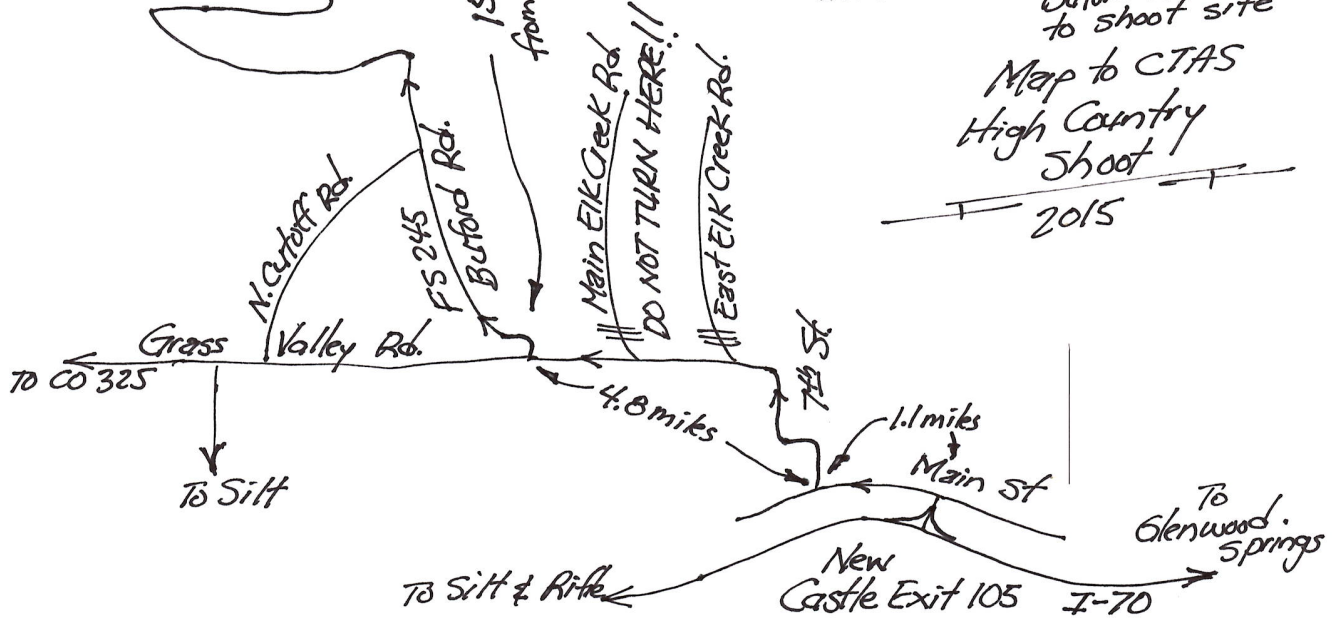 to shoot site
Map to CTAS
High Country
Shoot
2015
from
Main Elk Creek Rd.
DO NOT TURN HERE!!
East Elk Creek Rd.
N. Cutoff Rd.
FS 245
Buford Rd.
Grass Valley Rd.
TO CO 325
7th St.
4.8 miles
1.1 miles
Main St
To Silt
To
Glenwood.
Springs
New
Castle Exit 105
I-70
To Silt & Rifle